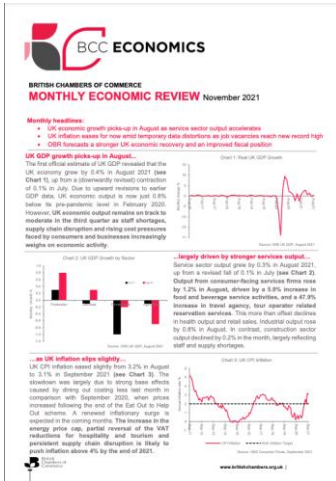 BCC ECONOMICS
BRITISH CHAMBERS OF COMMERCE
MONTHLY ECONOMIC REVIEW November 2021
Monthly headlines:
• UK economic growth picks-up in August as service sector output accelerates
• UK inflation eases for now amid temporary data distortions as job vacancies reach new record high
• OBR forecasts a stronger UK economic recovery and an improved fiscal position
UK GDP growth picks-up in August...
The first official estimate of UK GDP revealed that the
UK economy grew by 0.4% in August 2021 (see
Chart 1), up from a (downwardly revised) contraction
of 0.1% in July. Due to upward revisions to earlier
GDP data, UK economic output is now just 0.8%
below its pre-pandemic level in February 2020.
However, UK economic output remains on track to
moderate in the third quarter as staff shortages,
supply chain disruption and rising cost pressures
faced by consumers and businesses increasingly
weighs on economic activity.
Chart 1: Real UK GDP Growth
Chart 2: UK GDP Growth by Sector
...largely driven by stronger services output...
Service sector output grew by 0.3% in August 2021,
up from a revised fall of 0.1% in July (see Chart 2).
Output from consumer-facing services firms rose
by 1.2% in August, driven by a 5.8% increase in
food and beverage service activities, and a 47.9%
increase in travel agency, tour operator related
reservation services. This more than offset declines
in health output and retail sales. Industrial output rose
by 0.8% in August. In contrast, construction sector
output declined by 0.2% in the month, largely reflecting
staff and supply shortages.
...as UK inflation slips slightly...
UK CPI inflation eased slightly from 3.2% in August
to 3.1% in September 2021 (see Chart 3). The
slowdown was largely due to strong base effects
caused by dining out costing less last month in
comparison with September 2020, when prices
increased following the end of the Eat Out to Help
Out scheme. A renewed inflationary surge is
expected in the coming months. The increase in the
energy price cap, partial reversal of the VAT
reductions for hospitality and tourism and
persistent supply chain disruption is likely to
push inflation above 4% by the end of 2021.
Chart 3: UK CPI Inflation
British
Chambers of
Commerce
www.britishchambers.org.uk |